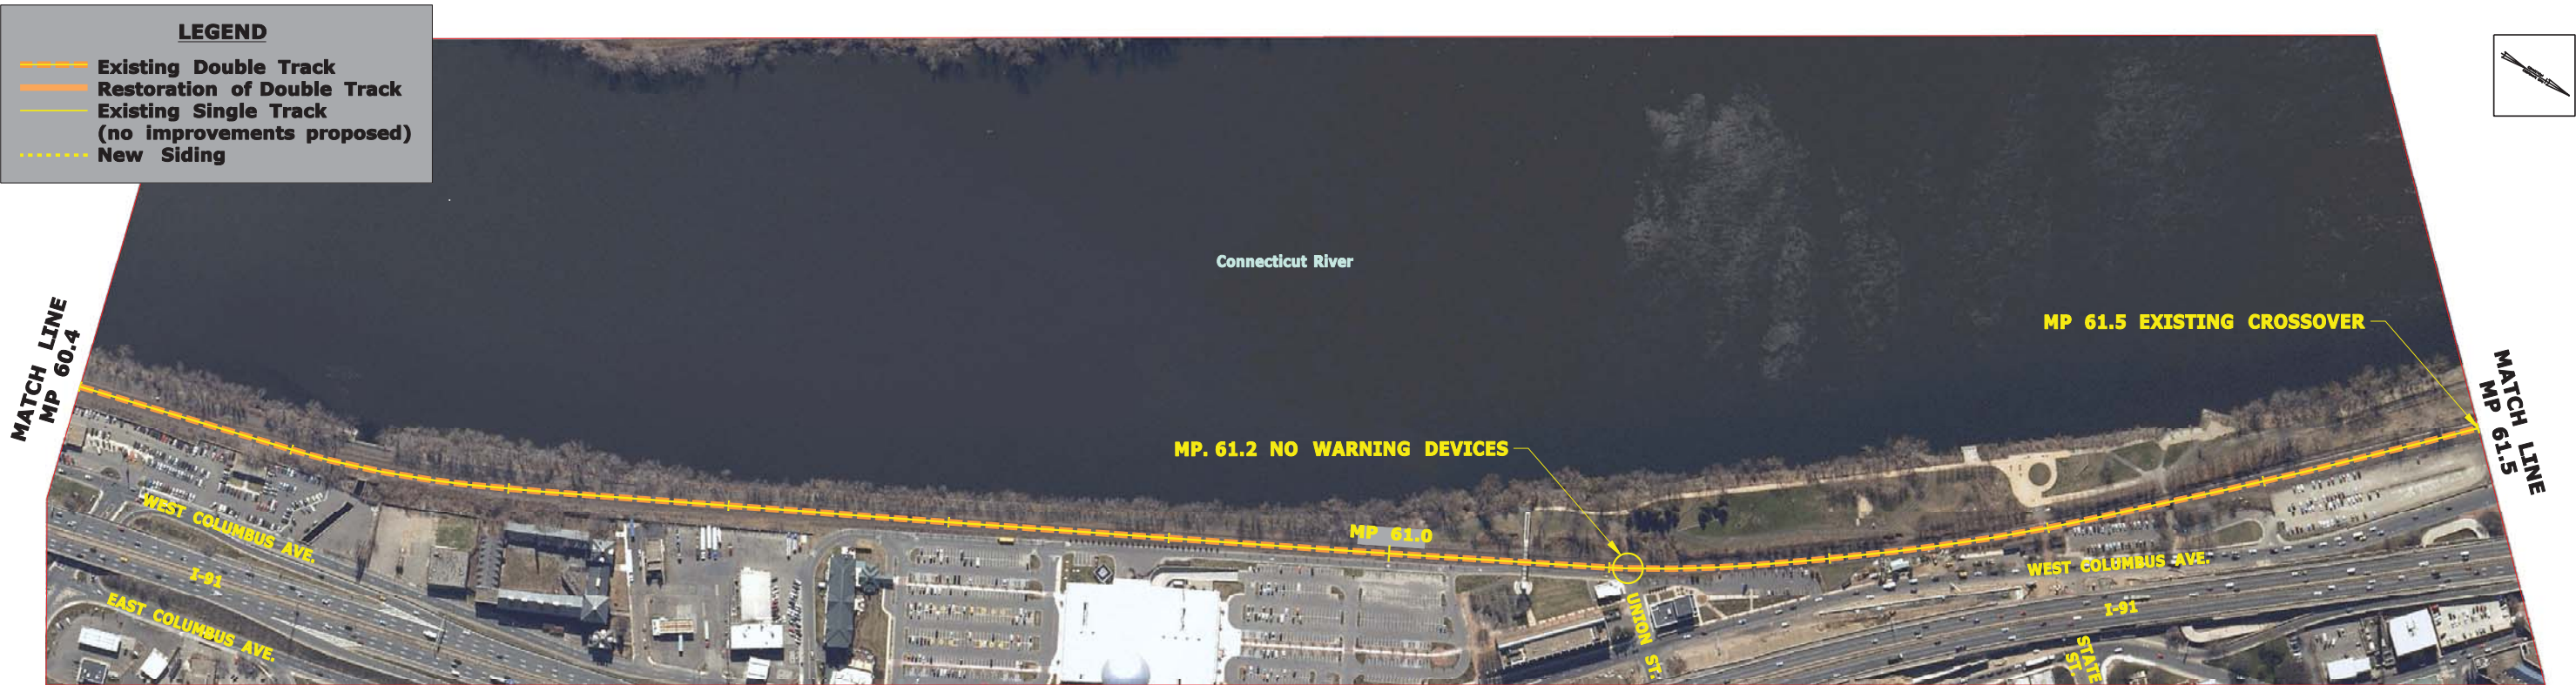 LEGEND
Existing Double Track
Restoration of Double Track
Existing Single Track
(no improvements proposed)
New Siding
Connecticut River
MP 61.5 EXISTING CROSSOVER
MATCH LINE
MP 60.4
MATCH LINE
MP 61.5
MP. 61.2 NO WARNING DEVICES
MP 61.0
WEST COLUMBUS AVE.
I-91
EAST COLUMBUS AVE.
UNION ST.
WEST COLUMBUS AVE.
I-91
STATE
ST.